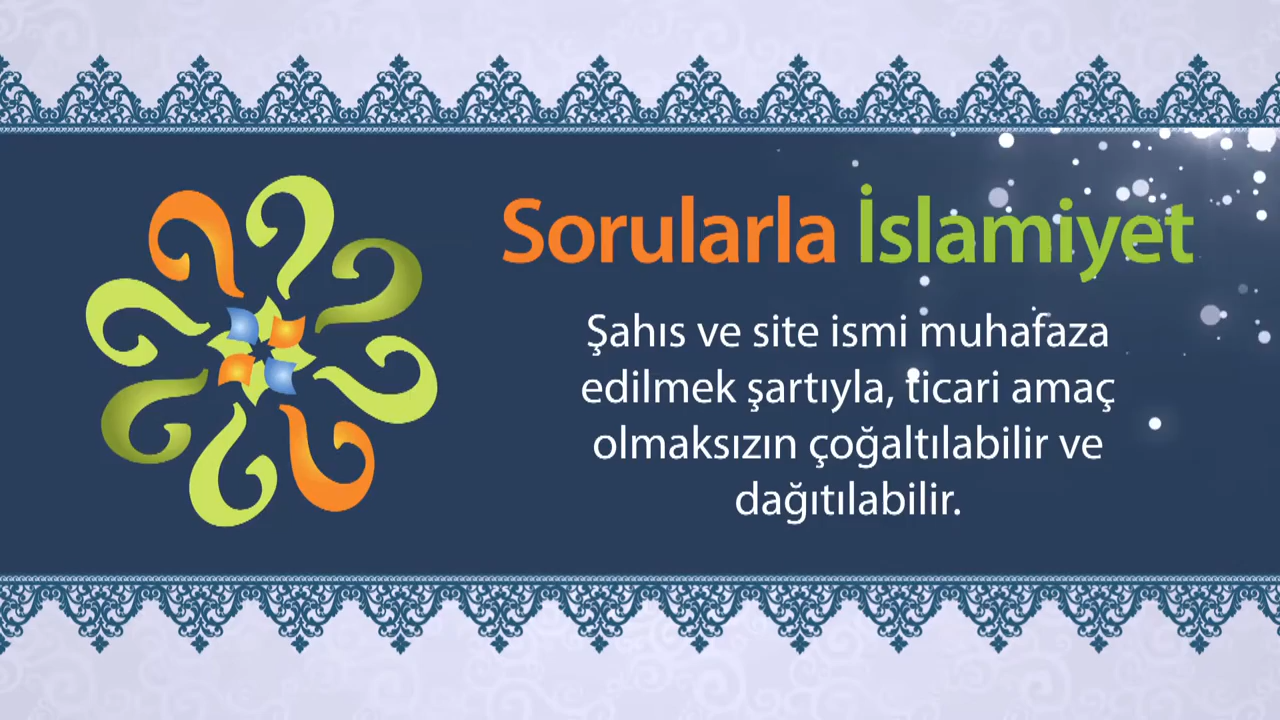 Sorularla İslamiyet
Şahıs ve site ismi muhafaza
edilmek şartıyla, ticari amaç
olmaksızın çoğaltılabilir ve
dağıtılabilir.